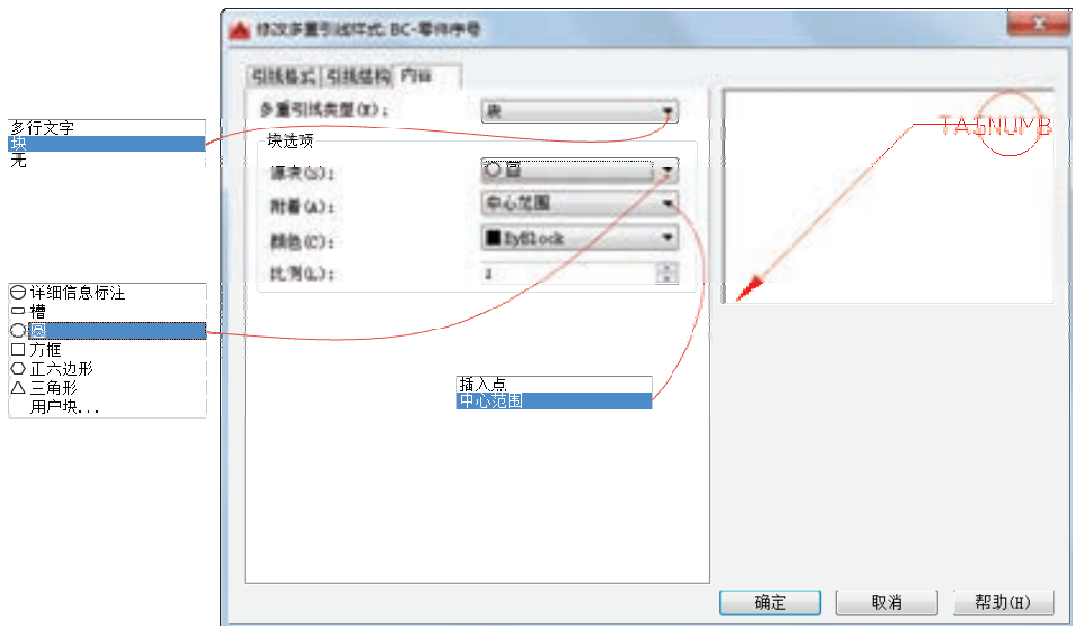 修改多重引线样式: BC-零件序号
引线格式 引线结构 内容
多重引线类型(M): 块
块选项
源块(S): 圆
附着(A): 中心范围
颜色(C): ByBlock
比例(L): 1
TAGNUMB
多行文字
块
无
详细信息标注
槽
圆
方框
正六边形
三角形
用户块...
插入点
中心范围
确定 取消 帮助(H)